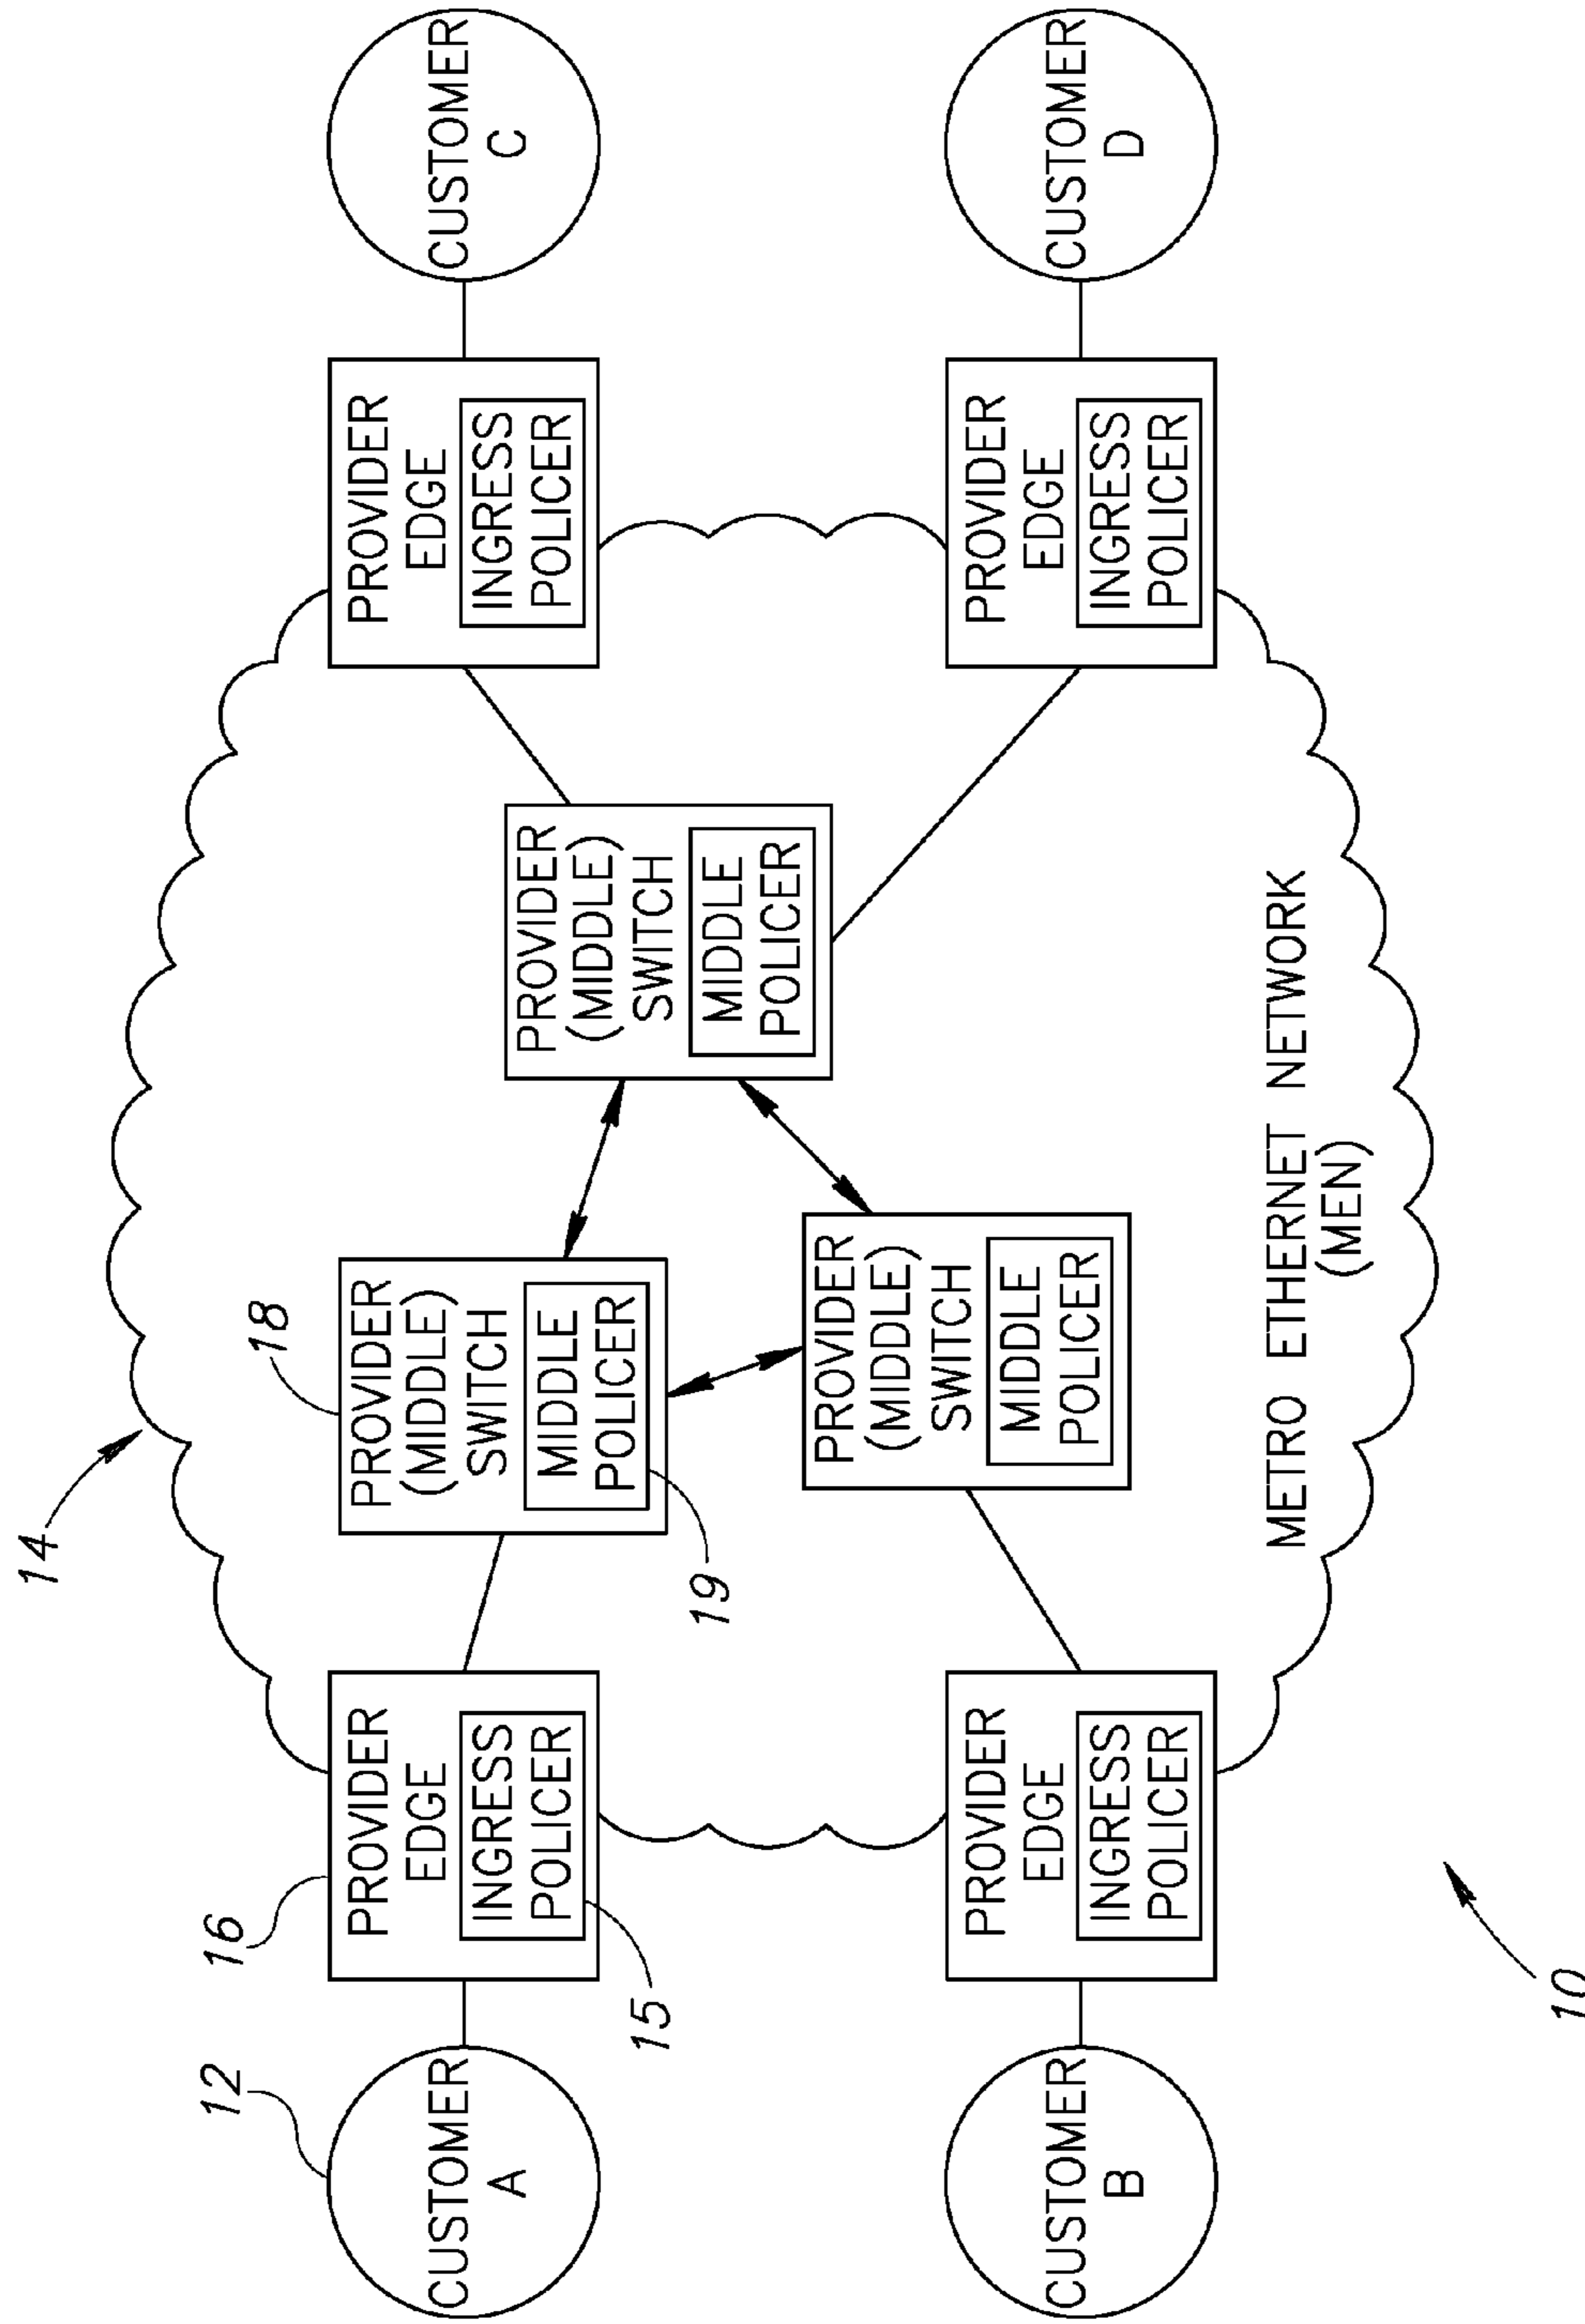 14
12
16
18
CUSTOMER
A
PROVIDER
EDGE
INGRESS
POLICER
15
PROVIDER
(MIDDLE)
SWITCH
MIDDLE
POLICER
19
PROVIDER
(MIDDLE)
SWITCH
MIDDLE
POLICER
PROVIDER
EDGE
INGRESS
POLICER
CUSTOMER
C
CUSTOMER
B
PROVIDER
EDGE
INGRESS
POLICER
PROVIDER
(MIDDLE)
SWITCH
MIDDLE
POLICER
PROVIDER
EDGE
INGRESS
POLICER
CUSTOMER
D
METRO ETHERNET NETWORK
(MEN)
10